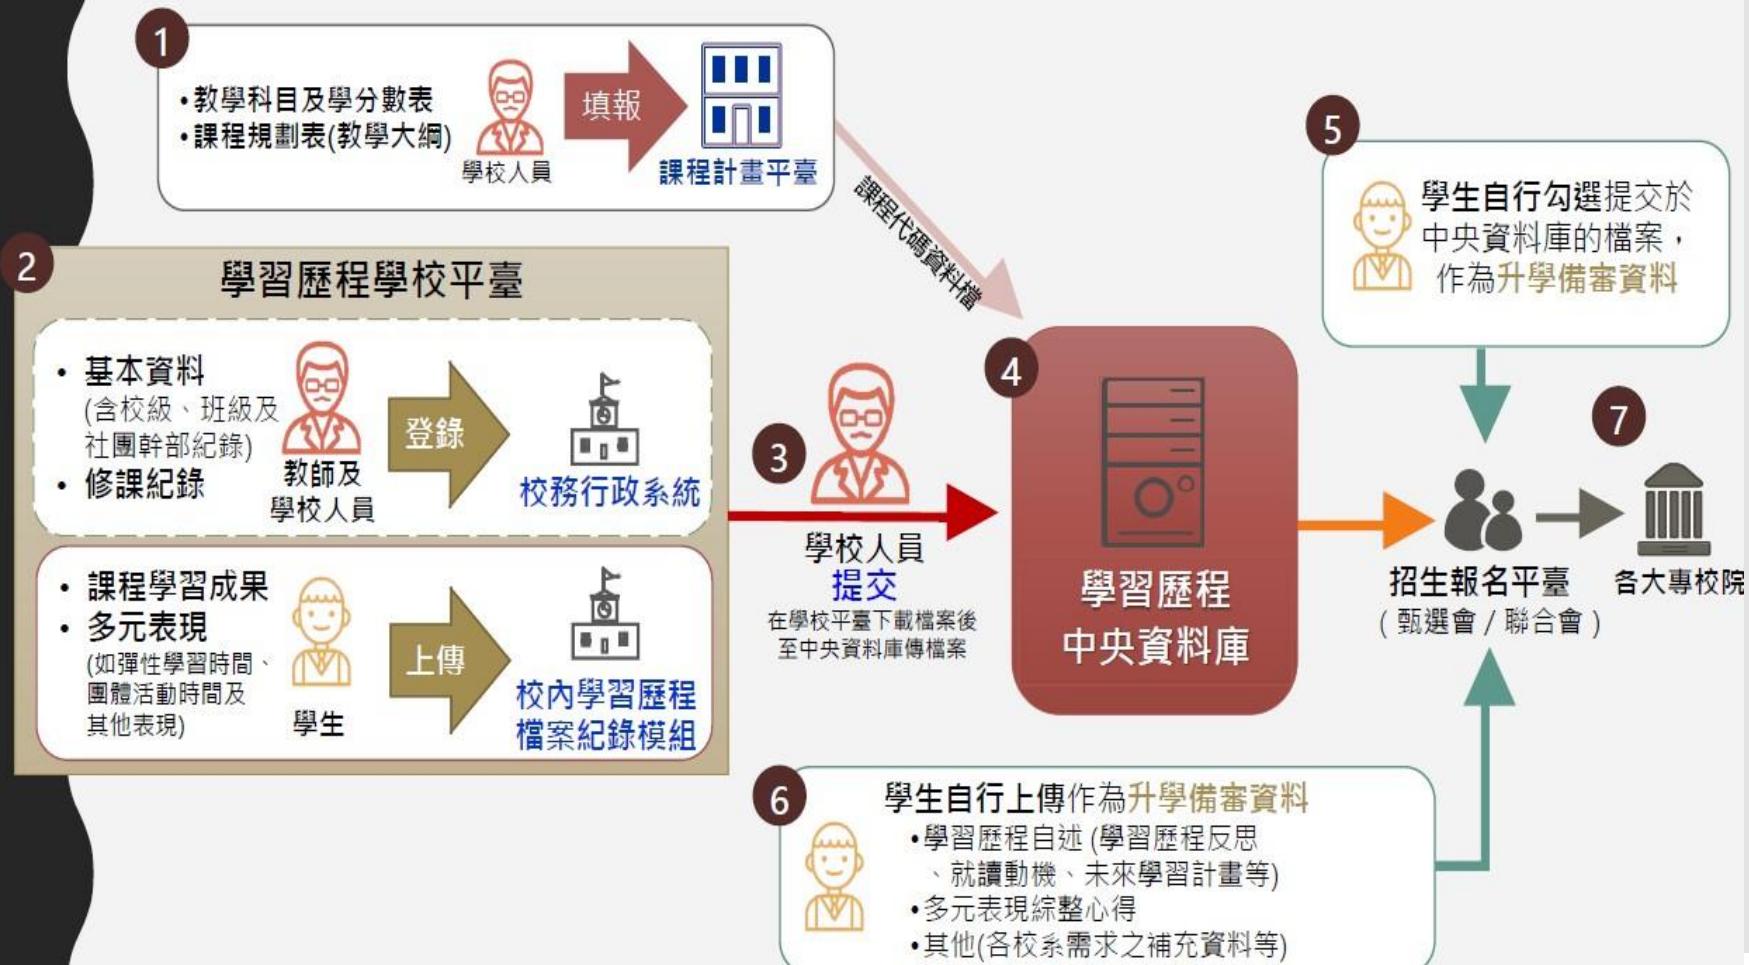 1
•教學科目及學分數表
•課程規劃表(教學大綱)
學校人員
填報
課程計畫平臺
課程代碼資料檔
2
學習歷程學校平臺
• 基本資料
(含校級、班級及
社團幹部紀錄)
• 修課紀錄
教師及
學校人員
登錄
校務行政系統
• 課程學習成果
• 多元表現
(如彈性學習時間、
團體活動時間及
其他表現)
學生
上傳
校內學習歷程
檔案紀錄模組
3
學校人員
提交
在學校平臺下載檔案後
至中央資料庫傳檔案
4
學習歷程
中央資料庫
5
學生自行勾選提交於
中央資料庫的檔案，
作為升學備審資料
招生報名平臺
(甄選會/聯合會)
6
學生自行上傳作為升學備審資料
•學習歷程自述 (學習歷程反思
、就讀動機、未來學習計畫等)
•多元表現綜整心得
•其他(各校系需求之補充資料等)
7
各大專校院